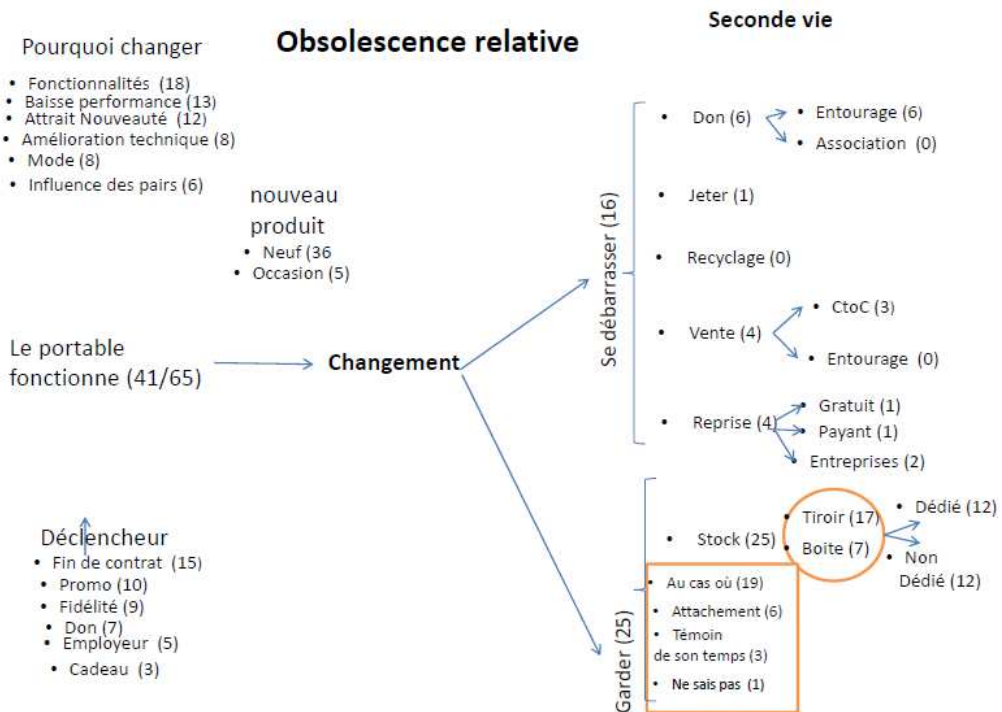 Pourquoi changer
• Fonctionnalités (18)
• Baisse performance (13)
• Attrait Nouveauté (12)
• Amélioration technique (8)
• Mode (8)
• Influence des pairs (6)
Obsolescence relative
nouveau
produit
• Neuf (36
• Occasion (5)
Le portable
fonctionne (41/65)
Changement
Déclencheur
• Fin de contrat (15)
• Promo (10)
• Fidélité (9)
• Don (7)
• Employeur (5)
• Cadeau (3)
Seconde vie
Se débarrasser (16)
• Don (6)
• Entourage (6)
• Association (0)
• Jeter (1)
• Recyclage (0)
• Vente (4)
• CtoC (3)
• Entourage (0)
• Reprise (4)
• Gratuit (1)
• Payant (1)
• Entreprises (2)
Garder (25)
• Stock (25)
• Tiroir (17)
• Boite (7)
• Dédié (12)
• Non
Dédié (12)
• Au cas où (19)
• Attachement (6)
• Témoin
de son temps (3)
• Ne sais pas (1)